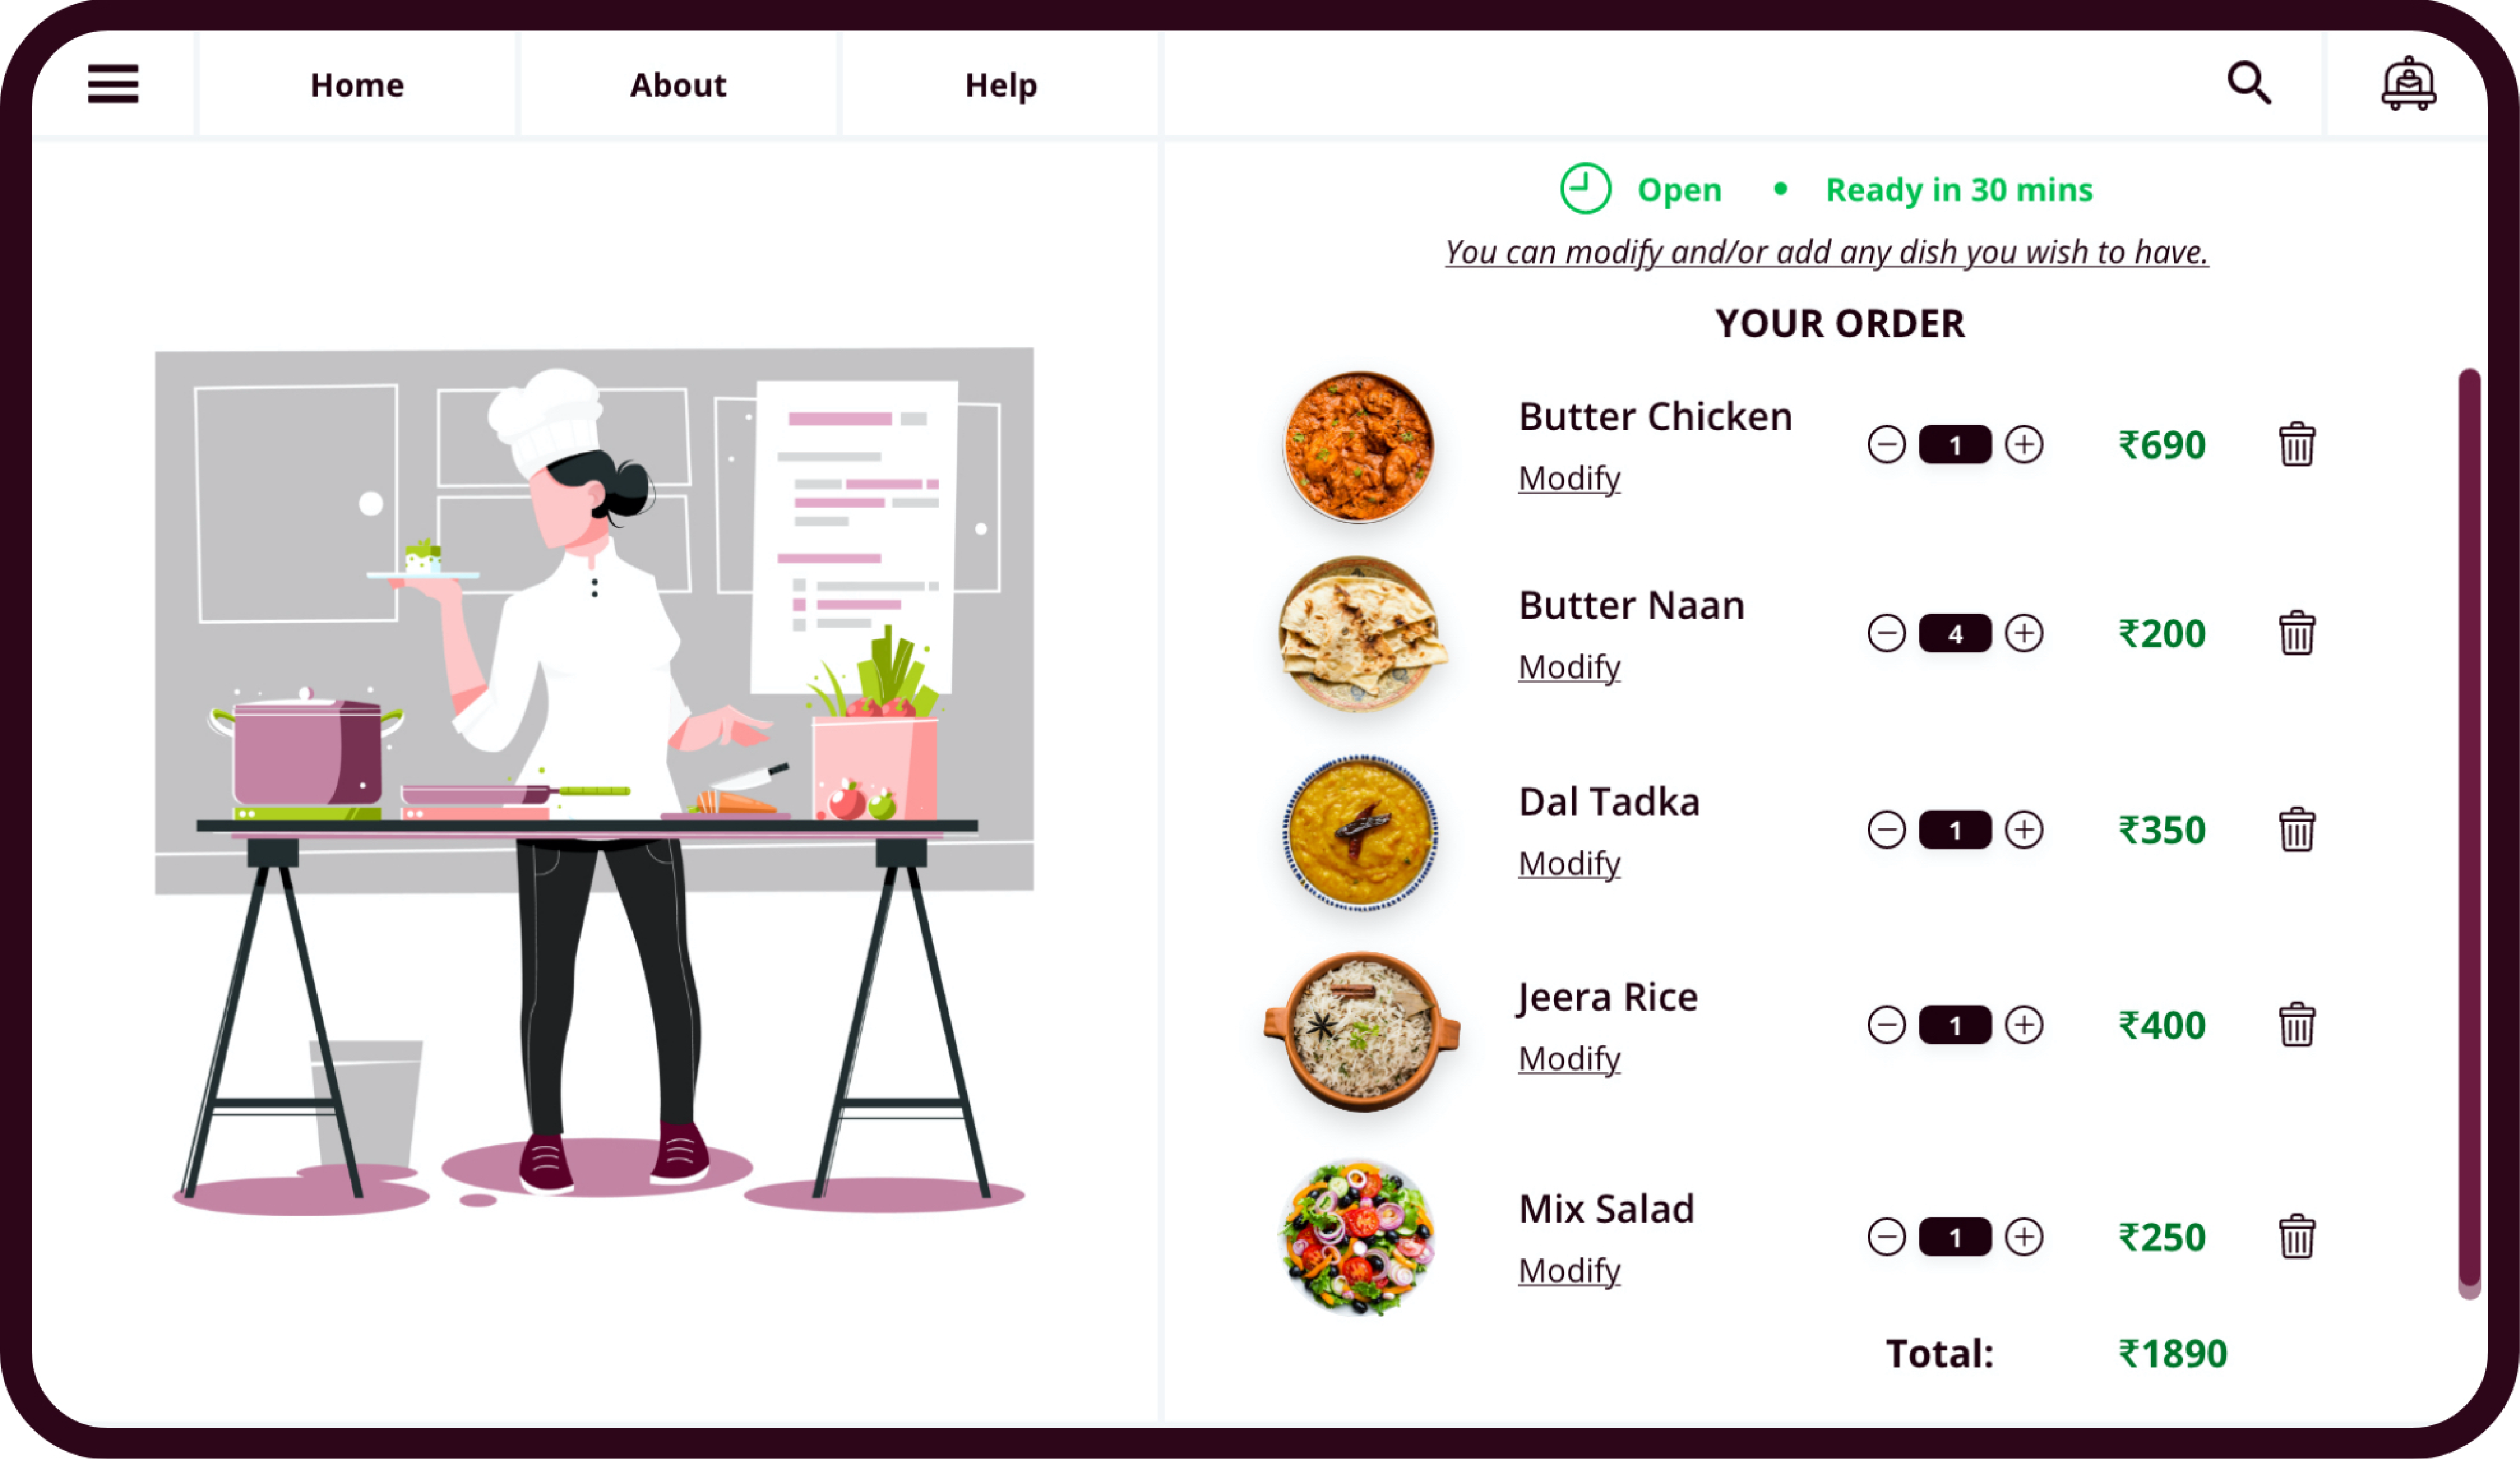 Home
About
Help
Open • Ready in 30 mins
You can modify and/or add any dish you wish to have.
YOUR ORDER
Butter Chicken
Modify
1
₹690
Butter Naan
Modify
4
₹200
Dal Tadka
Modify
1
₹350
Jeera Rice
Modify
1
₹400
Mix Salad
Modify
1
₹250
Total: ₹1890